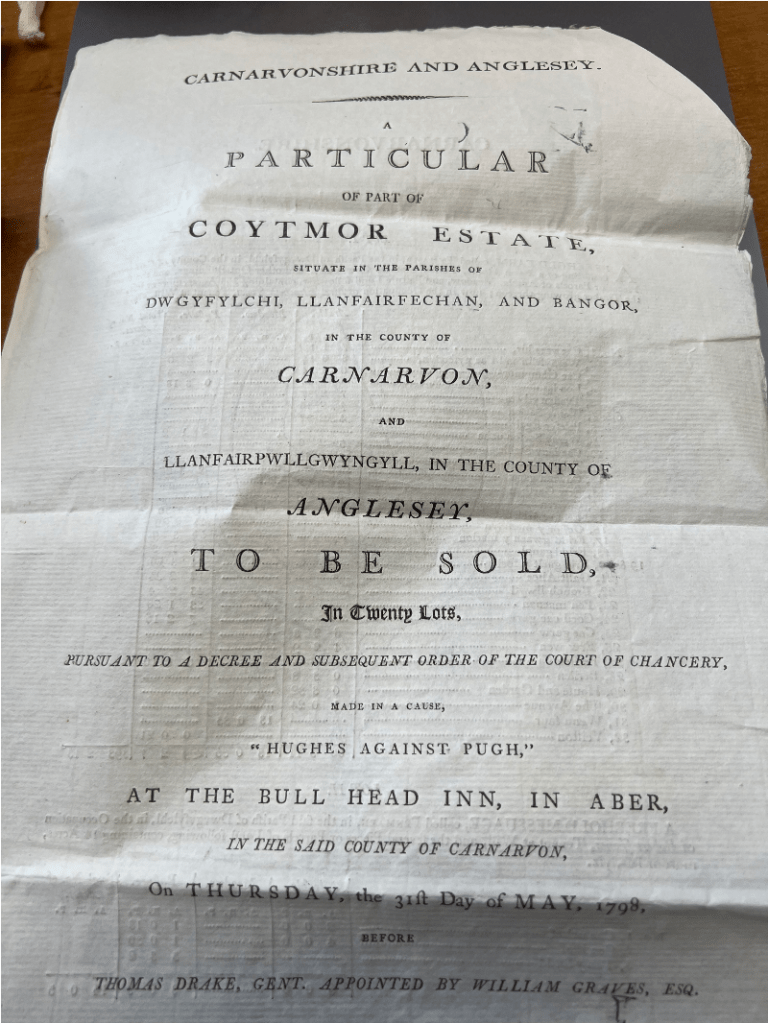 CARNARVONSHIRE AND ANGLESEY.
A
PARTICULAR
OF PART OF
COYTMOR ESTATE,
SITUATE IN THE PARISHES OF
DWGYFYLCHI, LLANFAIRFECHAN, AND BANGOR,
IN THE COUNTY OF
CARNARVON,
AND
LLANFAIRPWLLGWYNGYLL, IN THE COUNTY OF
ANGLESEY,
TO BE SOLD,
In Twenty Lots,
PURSUANT TO A DECREE AND SUBSEQUENT ORDER OF THE COURT OF CHANCERY,
MADE IN A CAUSE,
“HUGHES AGAINST PUGH,”
AT THE BULL HEAD INN, IN ABER,
IN THE SAID COUNTY OF CARNARVON,
On THURSDAY, the 31ſt Day of MAY, 1798,
BEFORE
THOMAS DRAKE, GENT. APPOINTED BY WILLIAM GRAVES, ESQ.